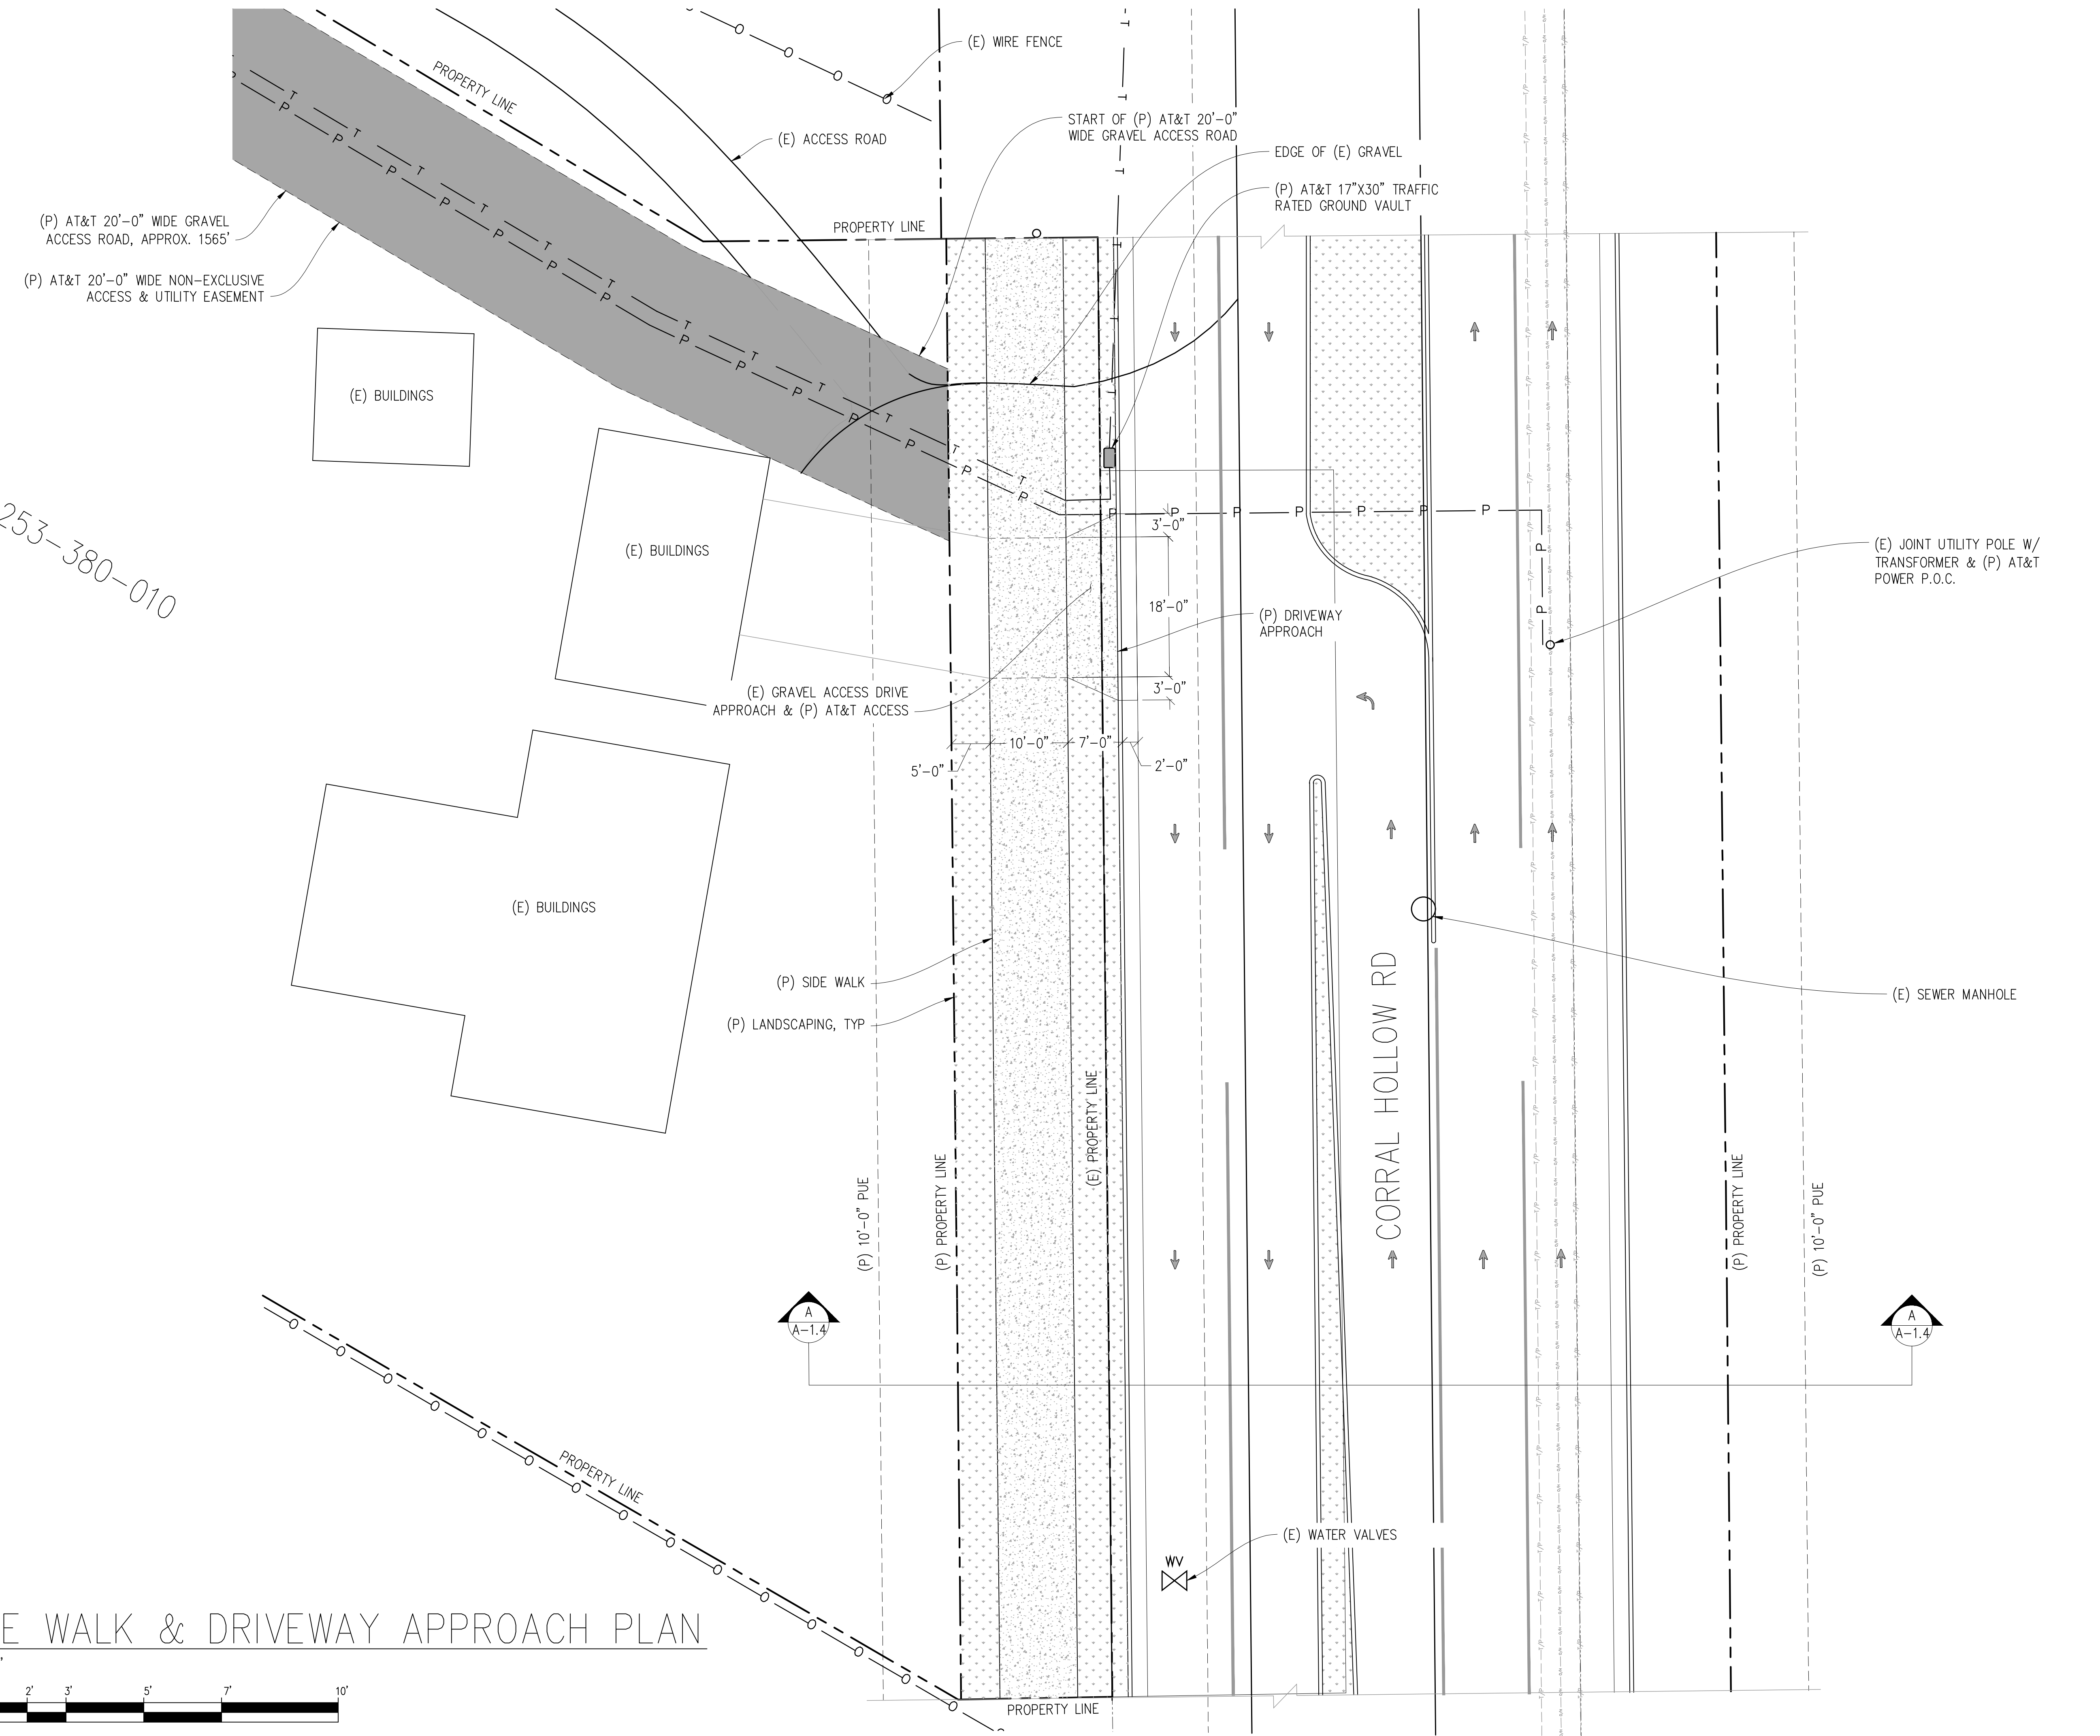 (E) WIRE FENCE
PROPERTY LINE
START OF (P) AT&T 20'-0"
WIDE GRAVEL ACCESS ROAD
(E) ACCESS ROAD
EDGE OF (E) GRAVEL
(P) AT&T 17"X30" TRAFFIC
RATED GROUND VAULT
(P) AT&T 20'-0" WIDE GRAVEL
ACCESS ROAD, APPROX. 1565'
PROPERTY LINE
(P) AT&T 20'-0" WIDE NON-EXCLUSIVE
ACCESS & UTILITY EASEMENT
(E) BUILDINGS
253-380-010
(E) BUILDINGS
3'-0"
(E) JOINT UTILITY POLE W/
TRANSFORMER & (P) AT&T
POWER P.O.C.
18'-0"
(P) DRIVEWAY
APPROACH
(E) GRAVEL ACCESS DRIVE
APPROACH & (P) AT&T ACCESS
3'-0"
10'-0"
7'-0"
5'-0"
2'-0"
(E) BUILDINGS
(P) SIDE WALK
(P) LANDSCAPING, TYP
(E) SEWER MANHOLE
CORRAL HOLLOW RD
(E) PROPERTY LINE
(P) 10'-0" PUE
(P) PROPERTY LINE
(P) PROPERTY LINE
(P) 10'-0" PUE
A
A-1.4
A
A-1.4
PROPERTY LINE
(E) WATER VALVES
WV
E WALK & DRIVEWAY APPROACH PLAN
2' 3' 5' 7' 10'
PROPERTY LINE